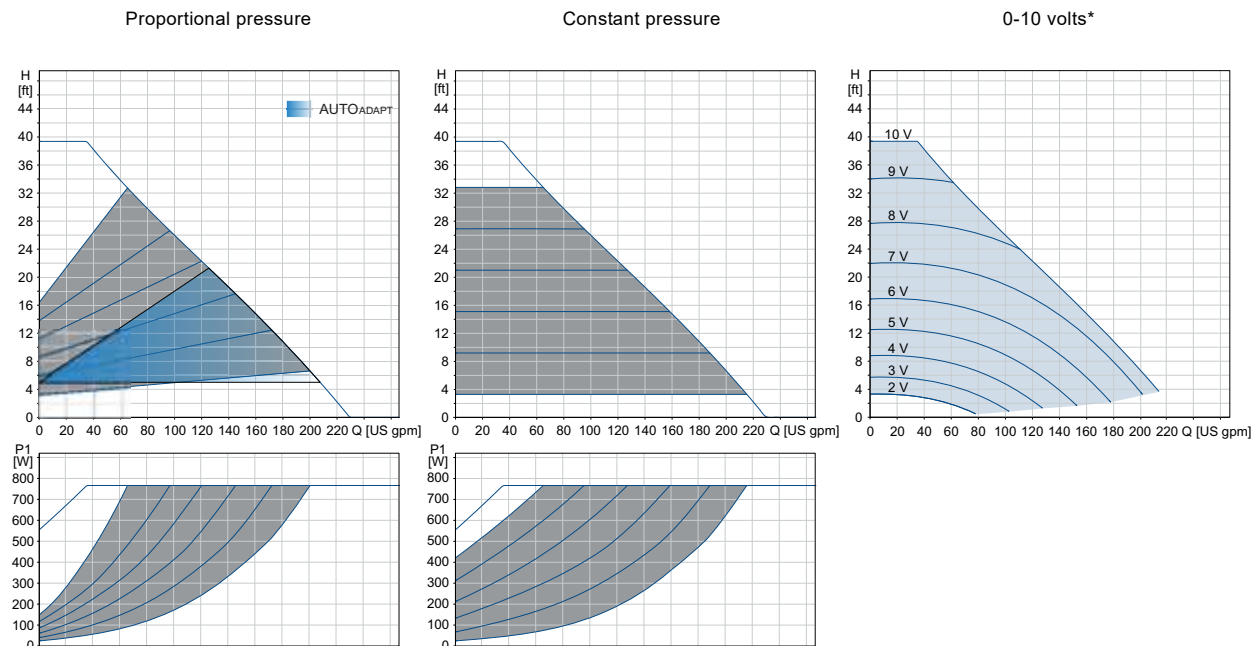 Proportional pressure
Constant pressure
0-10 volts*
H
[ft]
44
40
36
32
28
24
20
16
12
8
4
0
AUTOADAPT
0 20 40 60 80 100 120 140 160 180 200 220 Q [US gpm]
H
[ft]
44
40
36
32
28
24
20
16
12
8
4
0
0 20 40 60 80 100 120 140 160 180 200 220 Q [US gpm]
H
[ft]
44
40
36
32
28
24
20
16
12
8
4
0
10 V
9 V
8 V
7 V
6 V
5 V
4 V
3 V
2 V
0 20 40 60 80 100 120 140 160 180 200 220 Q [US gpm]
P1
[W]
800
700
600
500
400
300
200
100
0
P1
[W]
800
700
600
500
400
300
200
100
0